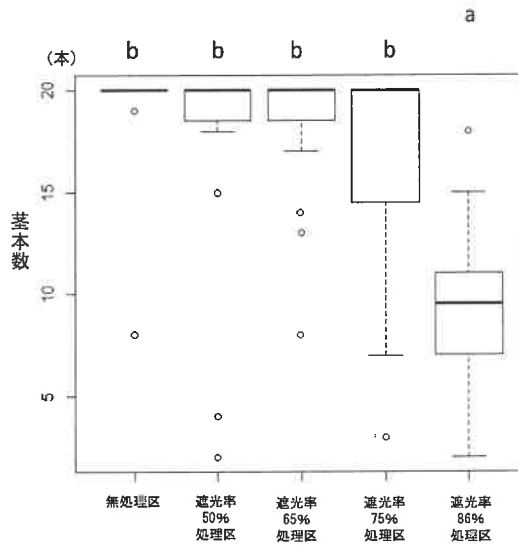 a
b b b b
(本)
20
15
10
5
茎本数
無処理区 遮光率 遮光率 遮光率 遮光率
50% 65% 75% 86%
処理区 処理区 処理区 処理区